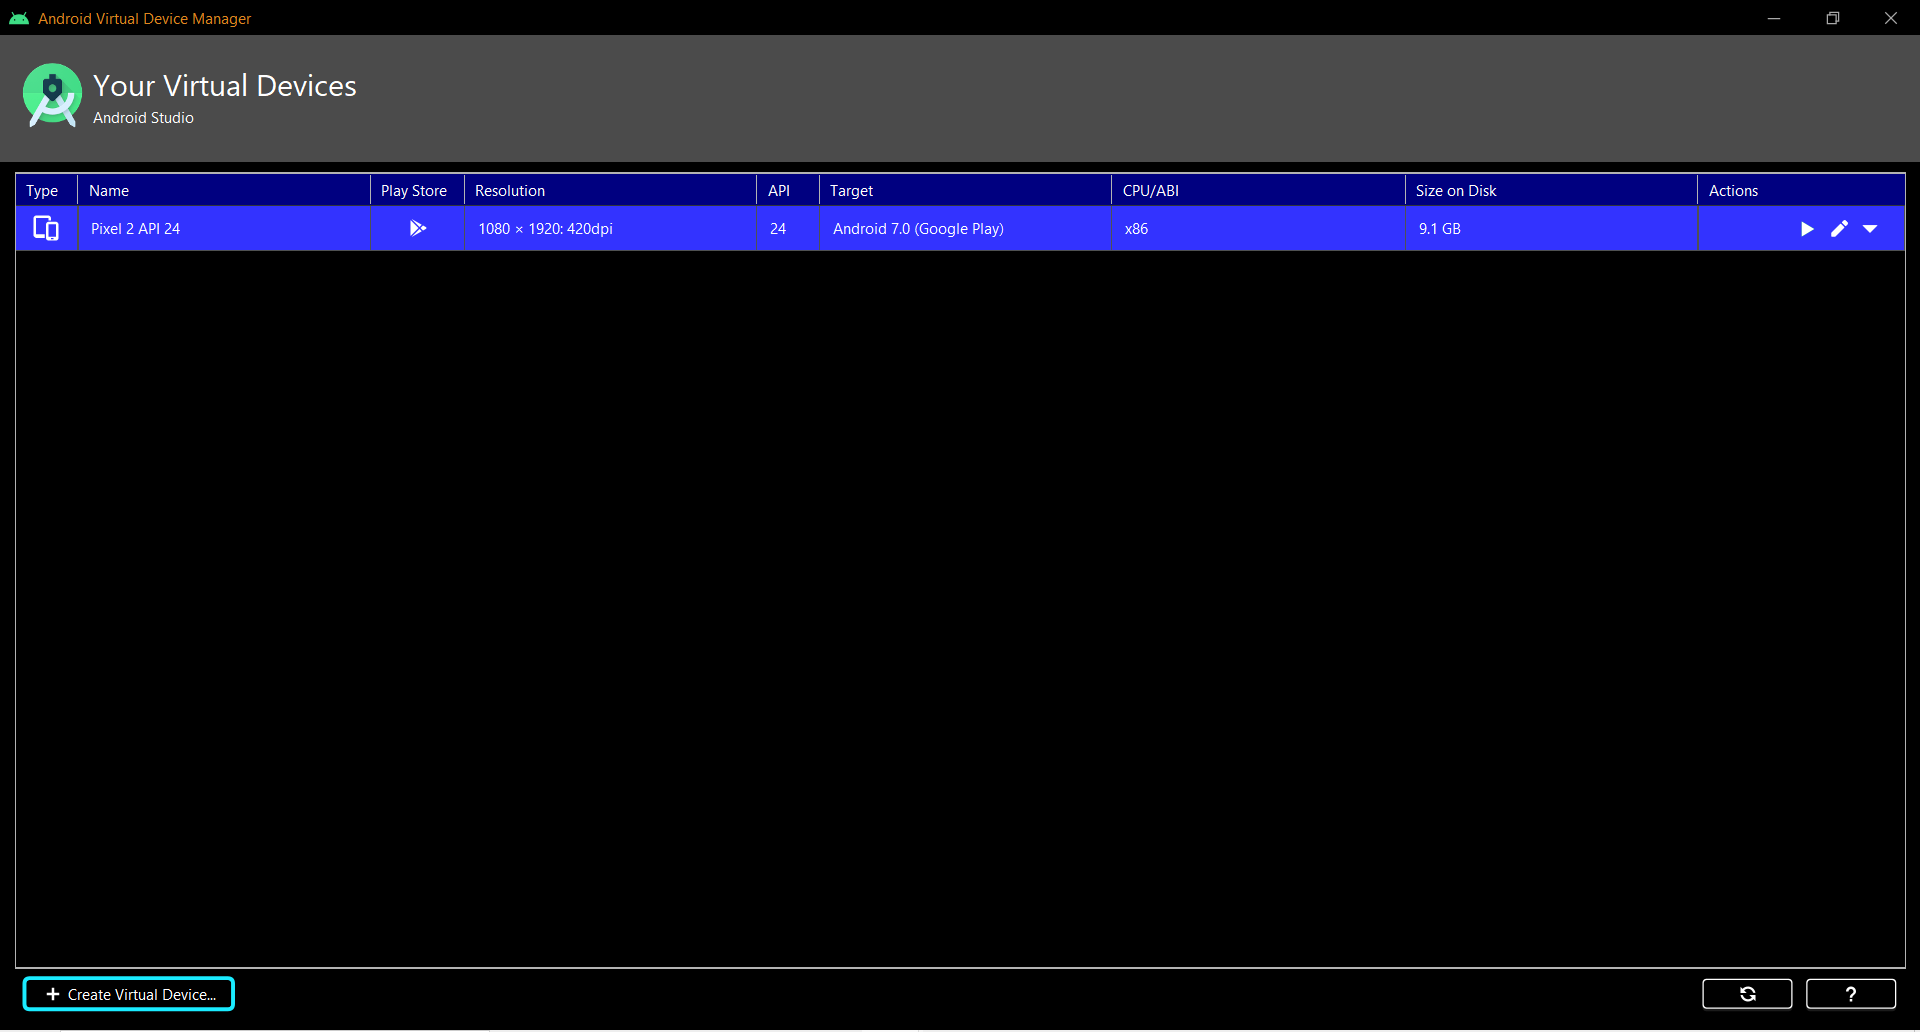 Android Virtual Device Manager
Your Virtual Devices
Android Studio
Type Name Play Store Resolution API Target CPU/ABI Size on Disk Actions
Pixel 2 API 24 1080 × 1920: 420dpi 24 Android 7.0 (Google Play) x86 9.1 GB
+ Create Virtual Device... ?